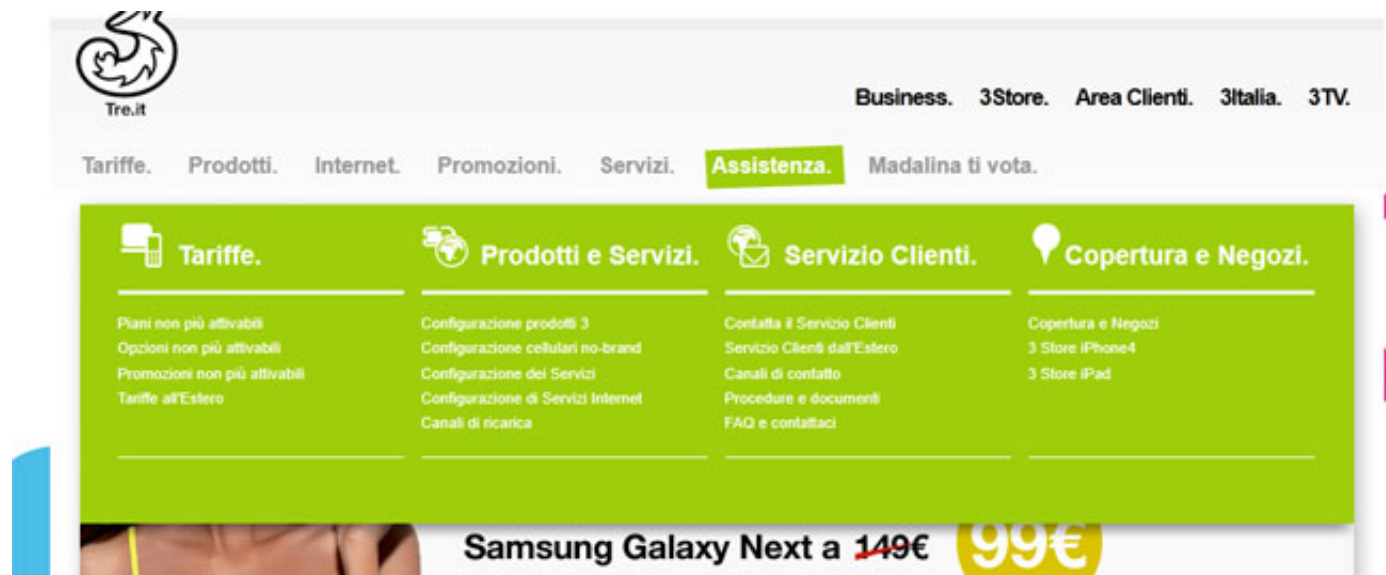 Tre.it
Business. 3Store. Area Clienti. 3Italia. 3TV.
Tariffe. Prodotti. Internet. Promozioni. Servizi. Assistenza. Madalina ti vota.
Tariffe.
Piani non più attivabili
Opzioni non più attivabili
Promozioni non più attivabili
Tariffe all'Estero
Prodotti e Servizi.
Configurazione prodotti 3
Configurazione cellulari no-brand
Configurazione dei Servizi
Configurazione di Servizi Internet
Canali di ricarica
Servizio Clienti.
Contatta il Servizio Clienti
Servizio Clienti dall'Estero
Canali di contatto
Procedure e documenti
FAQ e contattaci
Copertura e Negozi.
Copertura e Negozi
3 Store iPhone4
3 Store iPad
Samsung Galaxy Next a 149€ 99€